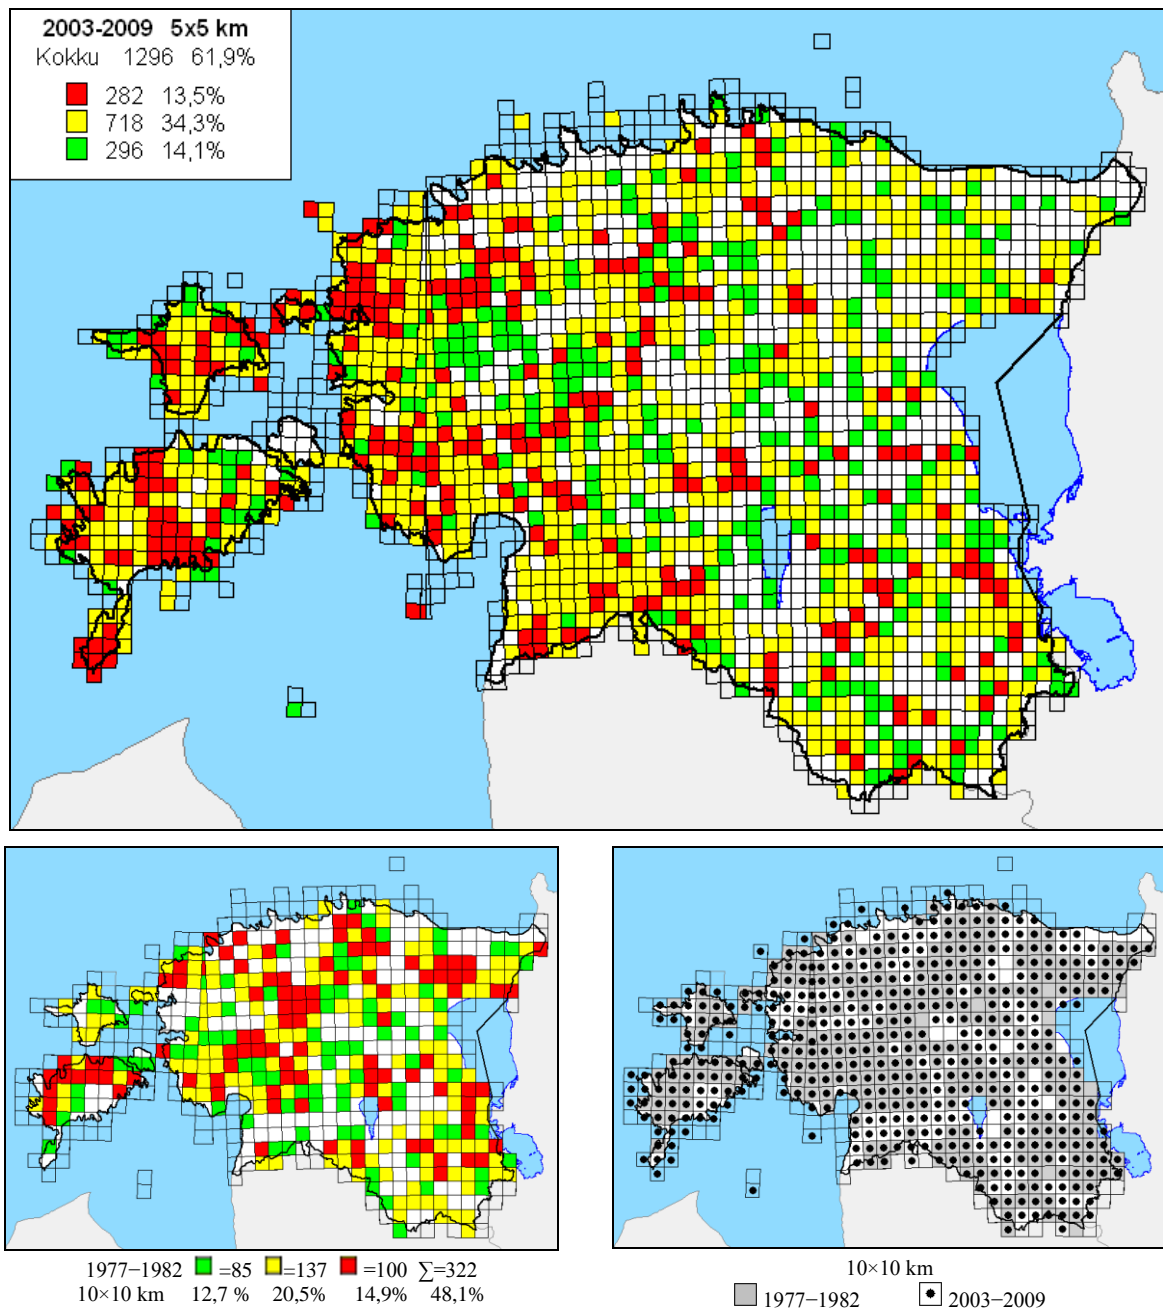 2003-2009 5x5 km
Kokku 1296 61,9%
282 13,5%
718 34,3%
296 14,1%
1977−1982 =85 =137 =100 ∑=322
10×10 km 12,7 % 20,5% 14,9% 48,1%
10×10 km
1977−1982 2003−2009